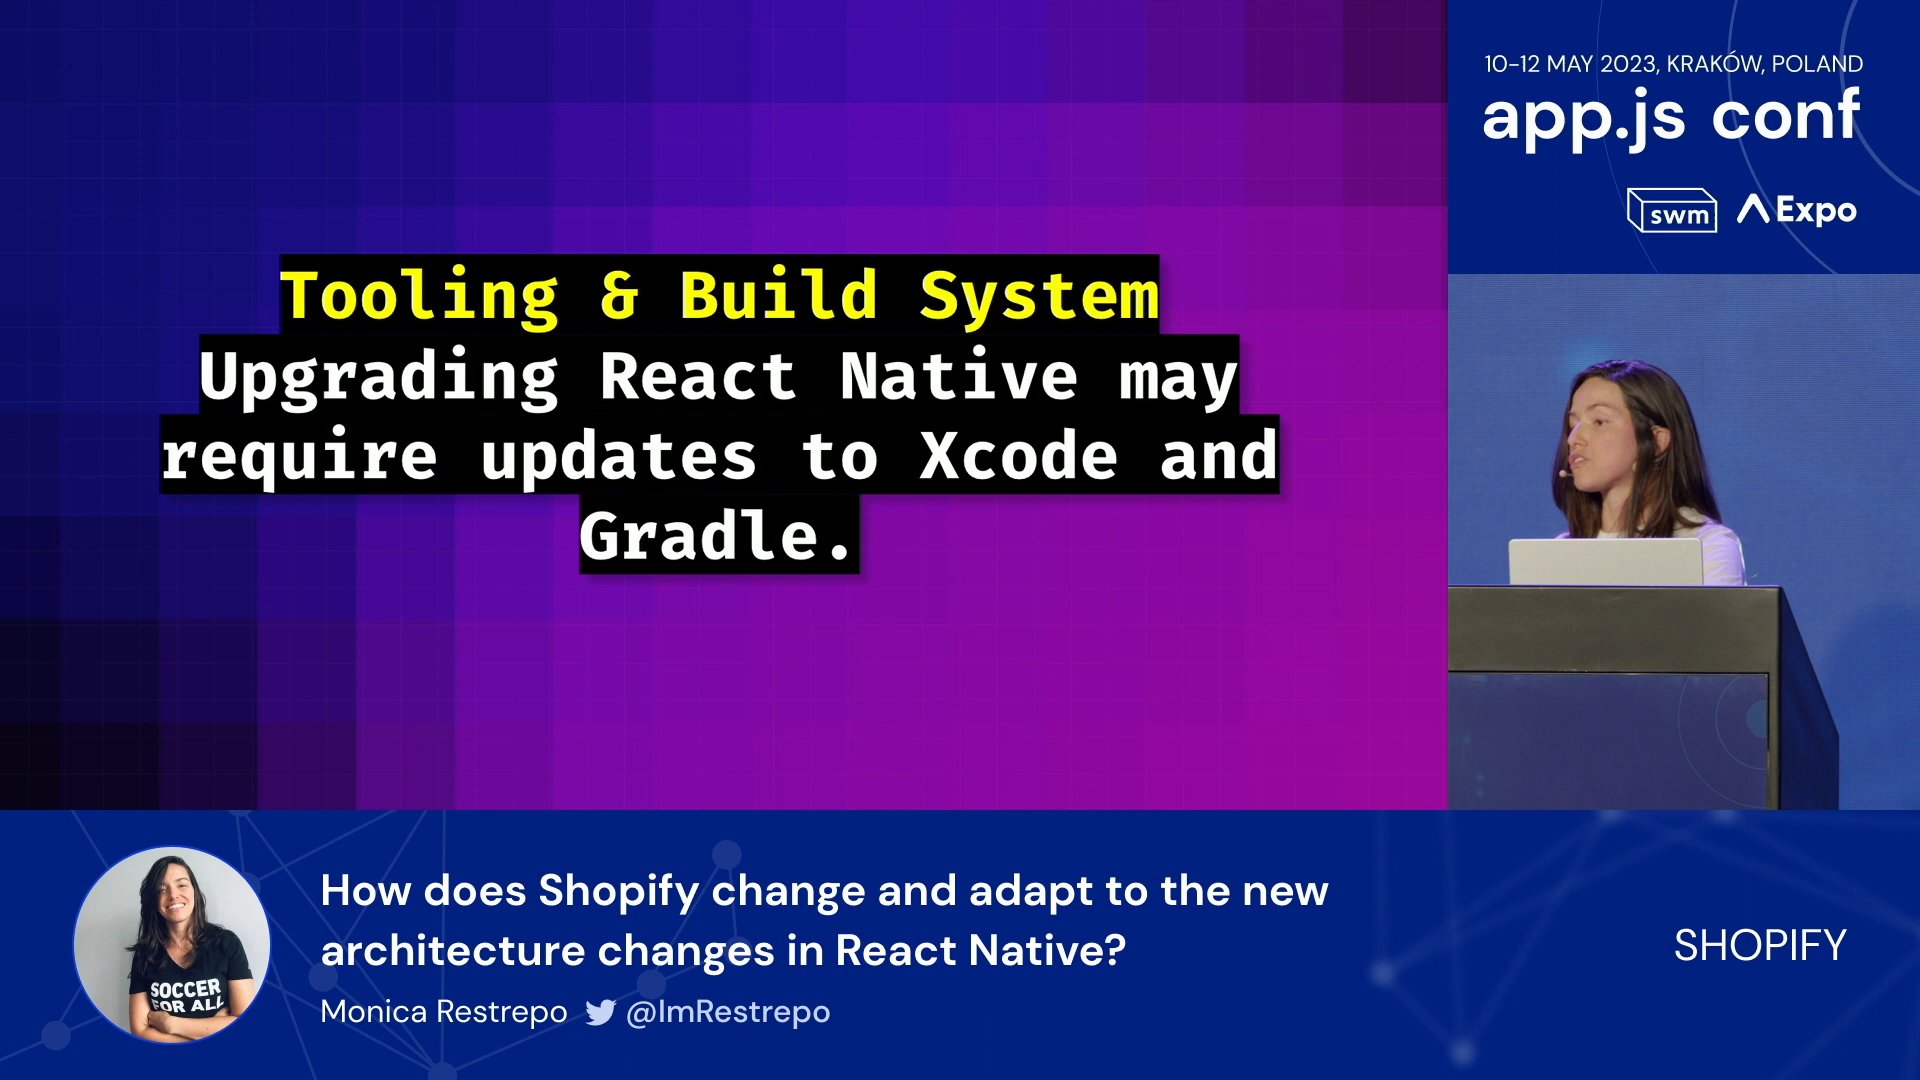 Tooling & Build System
Upgrading React Native may
require updates to Xcode and
Gradle.
10-12 MAY 2023, KRAKÓW, POLAND
app.js conf
swm Expo
How does Shopify change and adapt to the new
architecture changes in React Native?
Monica Restrepo @lmRestrepo
SOCCER
FOR ALL
SHOPIFY